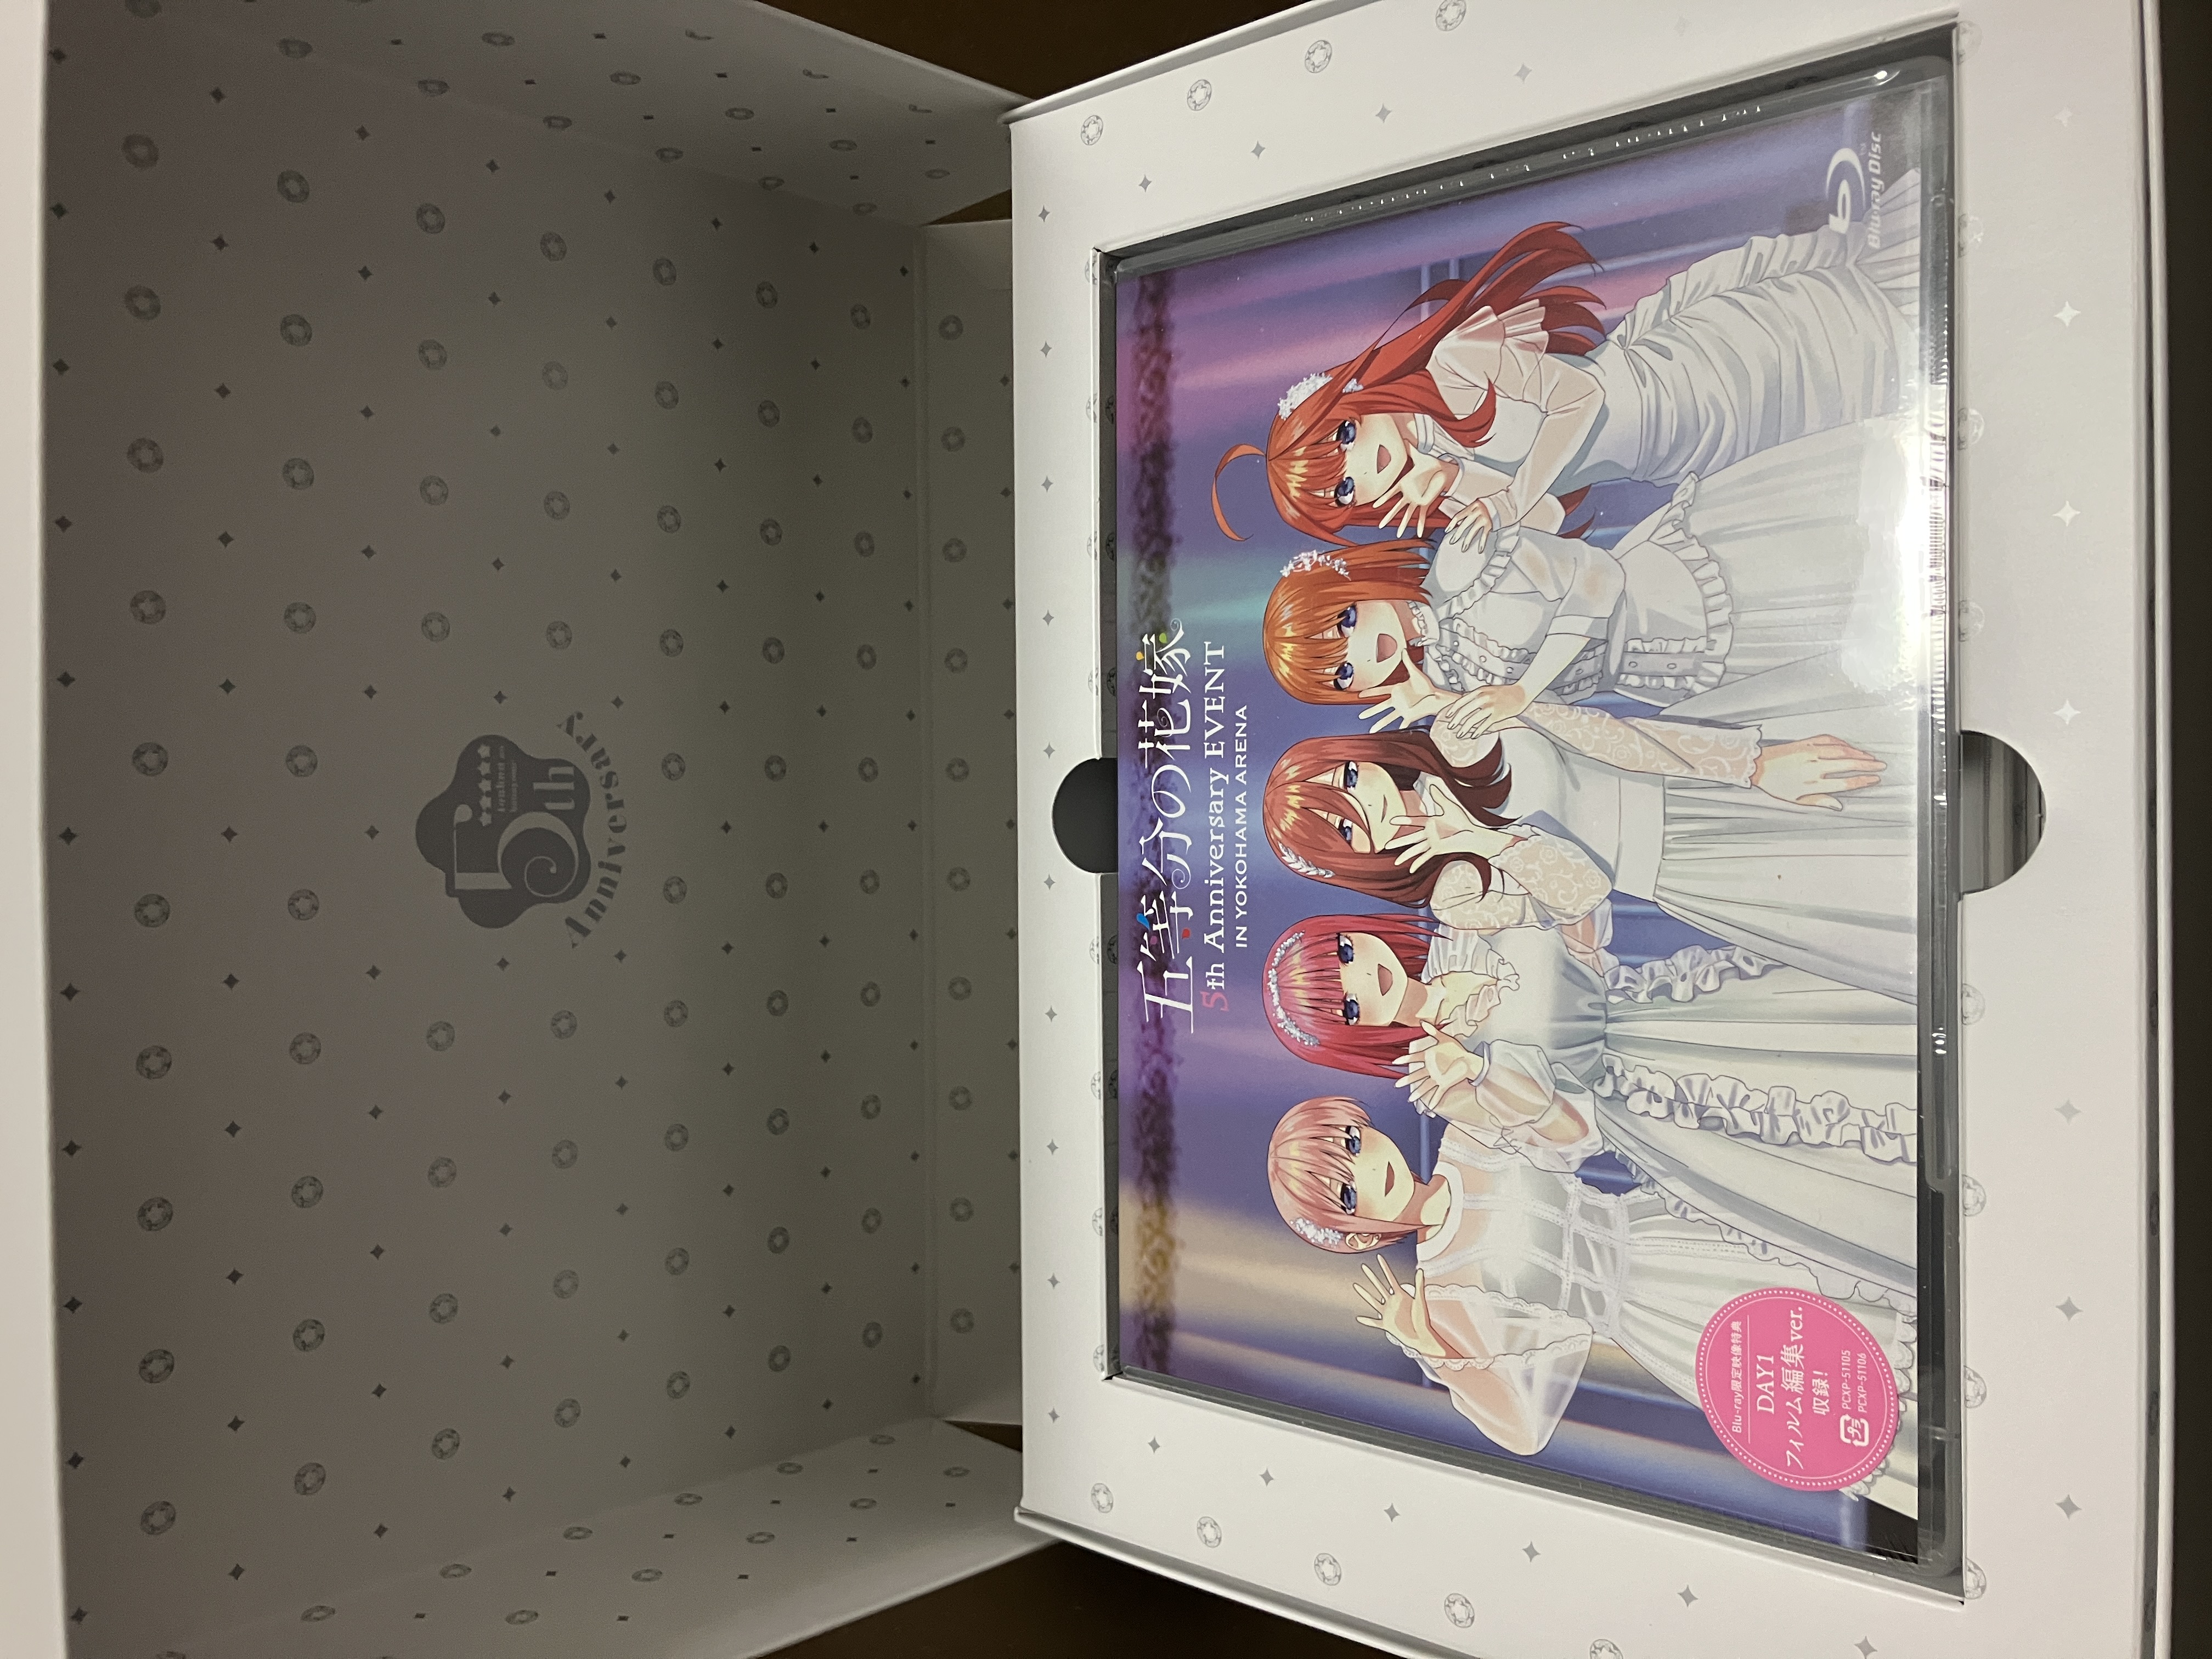 5th
Anniversary
五等分の花嫁
5th Anniversary EVENT
IN YOKOHAMA ARENA
Blu-ray限定映像特典
DAY1
フィルム編集ver.
収録!
プラ
PCXP-51105
PCXP-51106
Blu-ray Disc